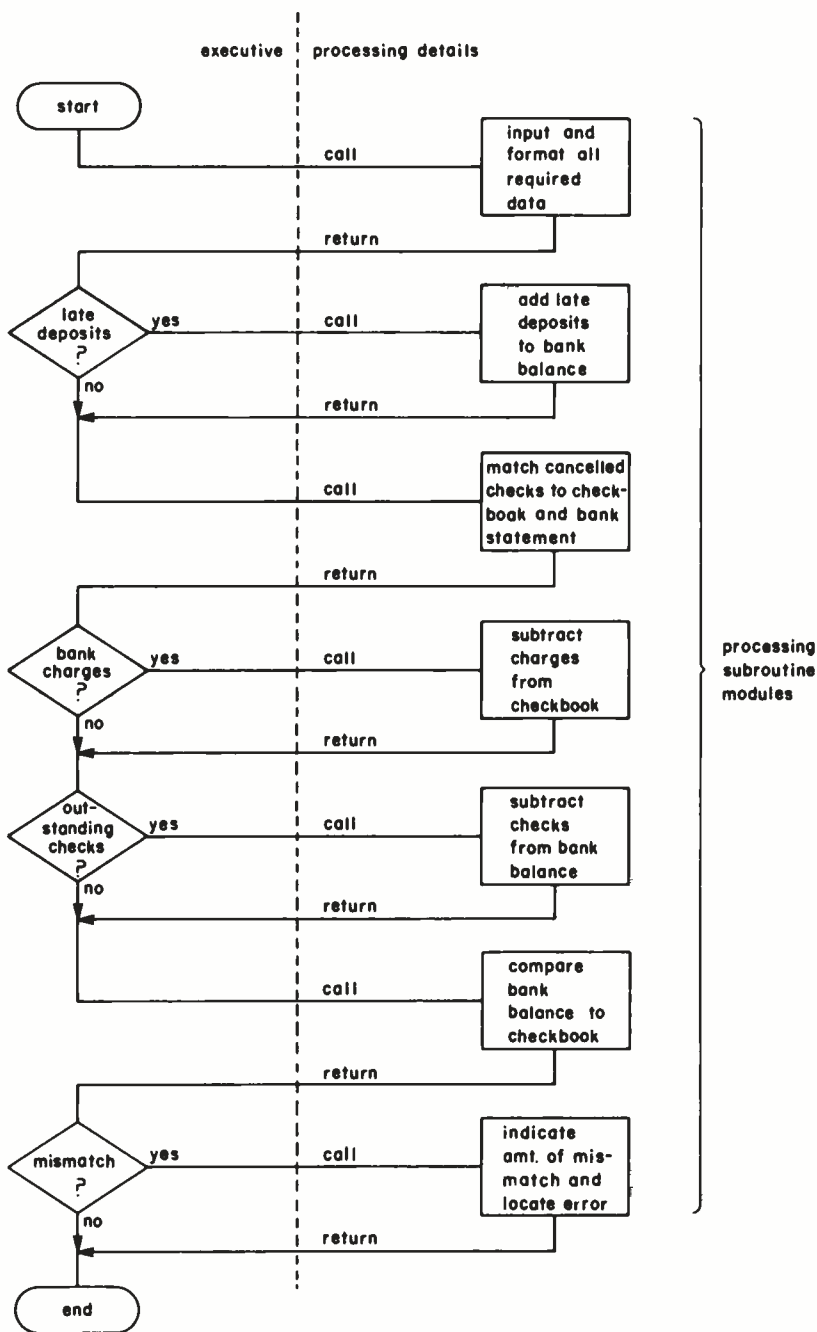 executive
processing details
start
call
input and
format all
required
data
return
late
deposits
?
yes
call
add late
deposits
to bank
balance
no
return
call
match cancelled
checks to check-
book and bank
statement
return
bank
charges
?
yes
call
subtract
charges
from
checkbook
processing
subroutine
modules
no
return
out-
standing
checks
?
yes
call
subtract
checks
from bank
balance
no
return
call
compare
bank
balance to
checkbook
return
mismatch
?
yes
call
indicate
amt. of mis-
match and
locate error
no
return
end